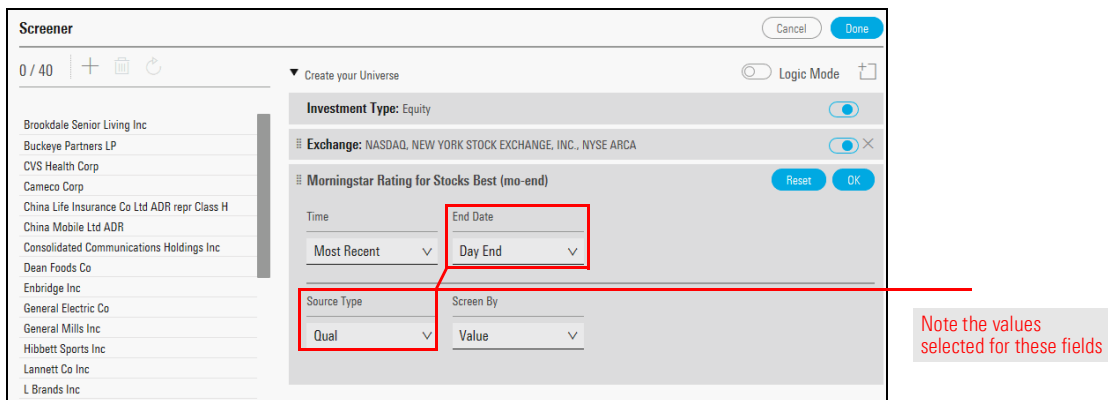 Screener
Cancel
Done
0 / 40
Create your Universe
Logic Mode
Investment Type: Equity
Exchange: NASDAQ, NEW YORK STOCK EXCHANGE, INC., NYSE ARCA
Morningstar Rating for Stocks Best (mo-end)
Reset
OK
Time
End Date
Most Recent
Day End
Source Type
Screen By
Qual
Value
Brookdale Senior Living Inc
Buckeye Partners LP
CVS Health Corp
Cameco Corp
China Life Insurance Co Ltd ADR repr Class H
China Mobile Ltd ADR
Consolidated Communications Holdings Inc
Dean Foods Co
Enbridge Inc
General Electric Co
General Mills Inc
Hibbett Sports Inc
Lannett Co Inc
L Brands Inc
Note the values
selected for these fields